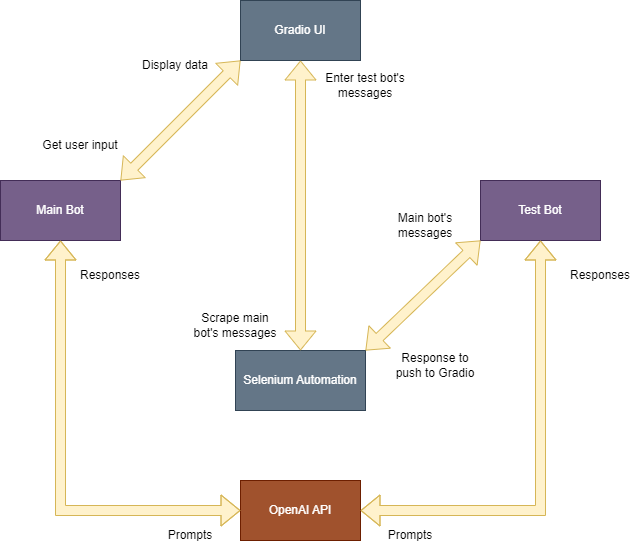 Gradio UI
Display data
Enter test bot's
messages
Get user input
Main Bot
Test Bot
Main bot's
messages
Responses
Responses
Scrape main
bot's messages
Response to
push to Gradio
Selenium Automation
OpenAI API
Prompts
Prompts